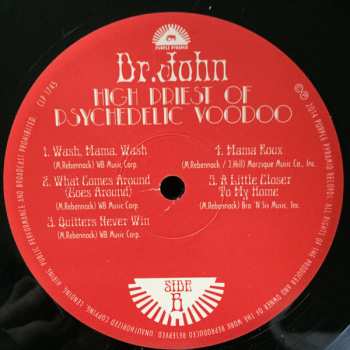 PURPLE PYRAMID
Dr. John
HIGH PRIEST OF
PSYCHEDELIC VOODOO
1. Wash, Mama, Wash
(M.Rebennack) WB Music Corp.
2. What Comes Around
(Goes Around)
(M.Rebennack) WB Music Corp.
3. Quitters Never Win
(M.Rebennack) WB Music Corp.
4. Mama Roux
(M.Rebennack / J.Hill) Marzique Music Co., Inc.
5. A Little Closer
To My Home
(M.Rebennack) Bro 'N Sis Music, Inc.
SIDE
B
CLP 1785
℗© 2014 PURPLE PYRAMID RECORDS. ALL RIGHTS OF THE PRODUCER AND OWNER OF THE WORK REPRODUCED RESERVED. UNAUTHORIZED COPYING, LENDING, HIRING, PUBLIC PERFORMANCE AND BROADCAST PROHIBITED.